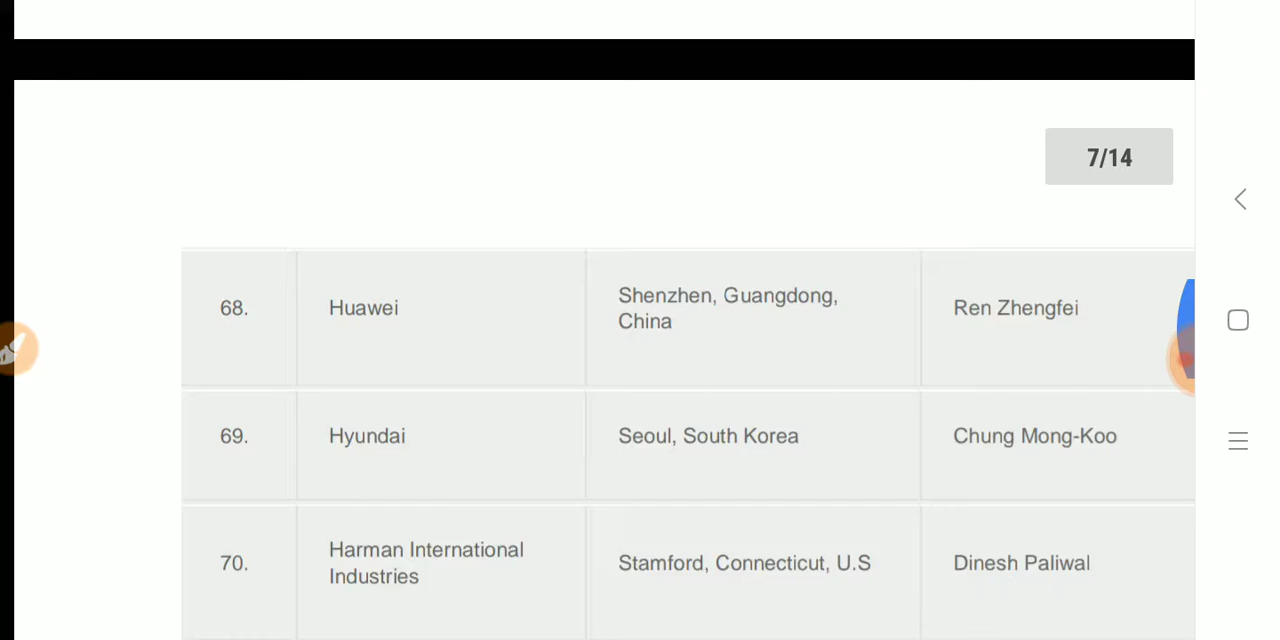 7/14
68. Huawei Shenzhen, Guangdong, China Ren Zhengfei
69. Hyundai Seoul, South Korea Chung Mong-Koo
70. Harman International Industries Stamford, Connecticut, U.S Dinesh Paliwal